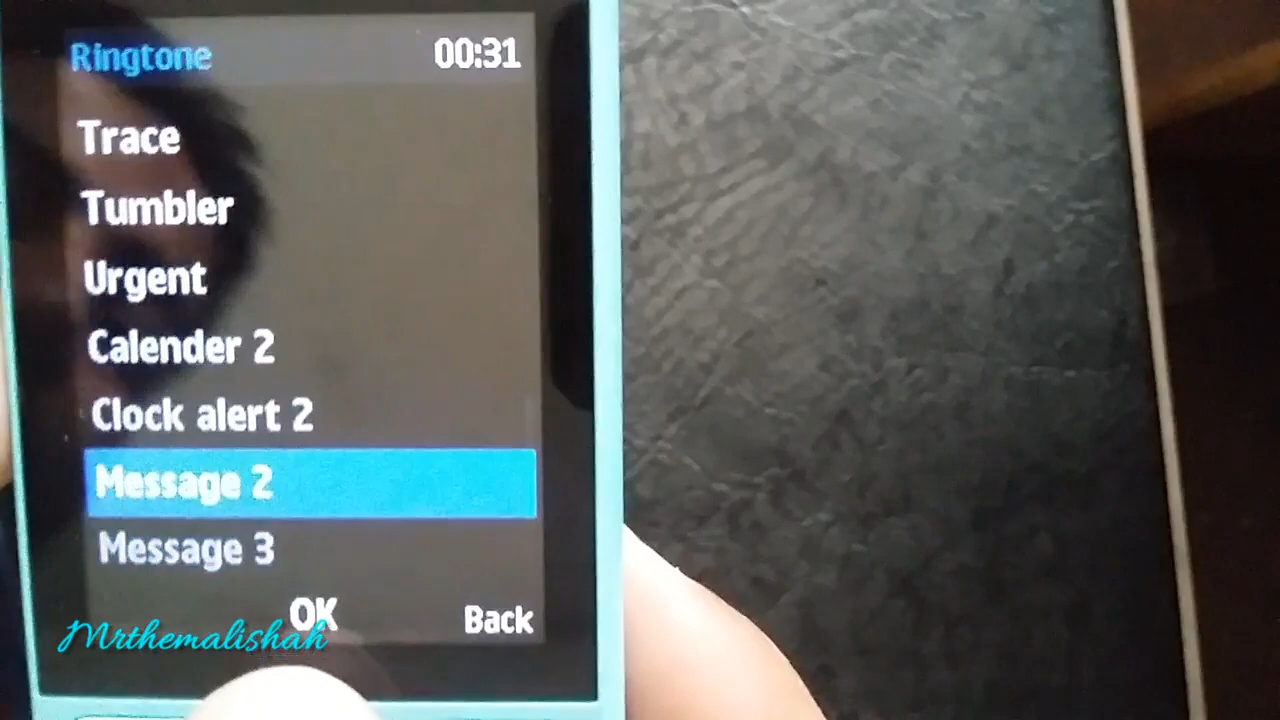 Ringtone 00:31
Trace
Tumbler
Urgent
Calender 2
Clock alert 2
Message 2
Message 3
OK Back
Mrthemalishah